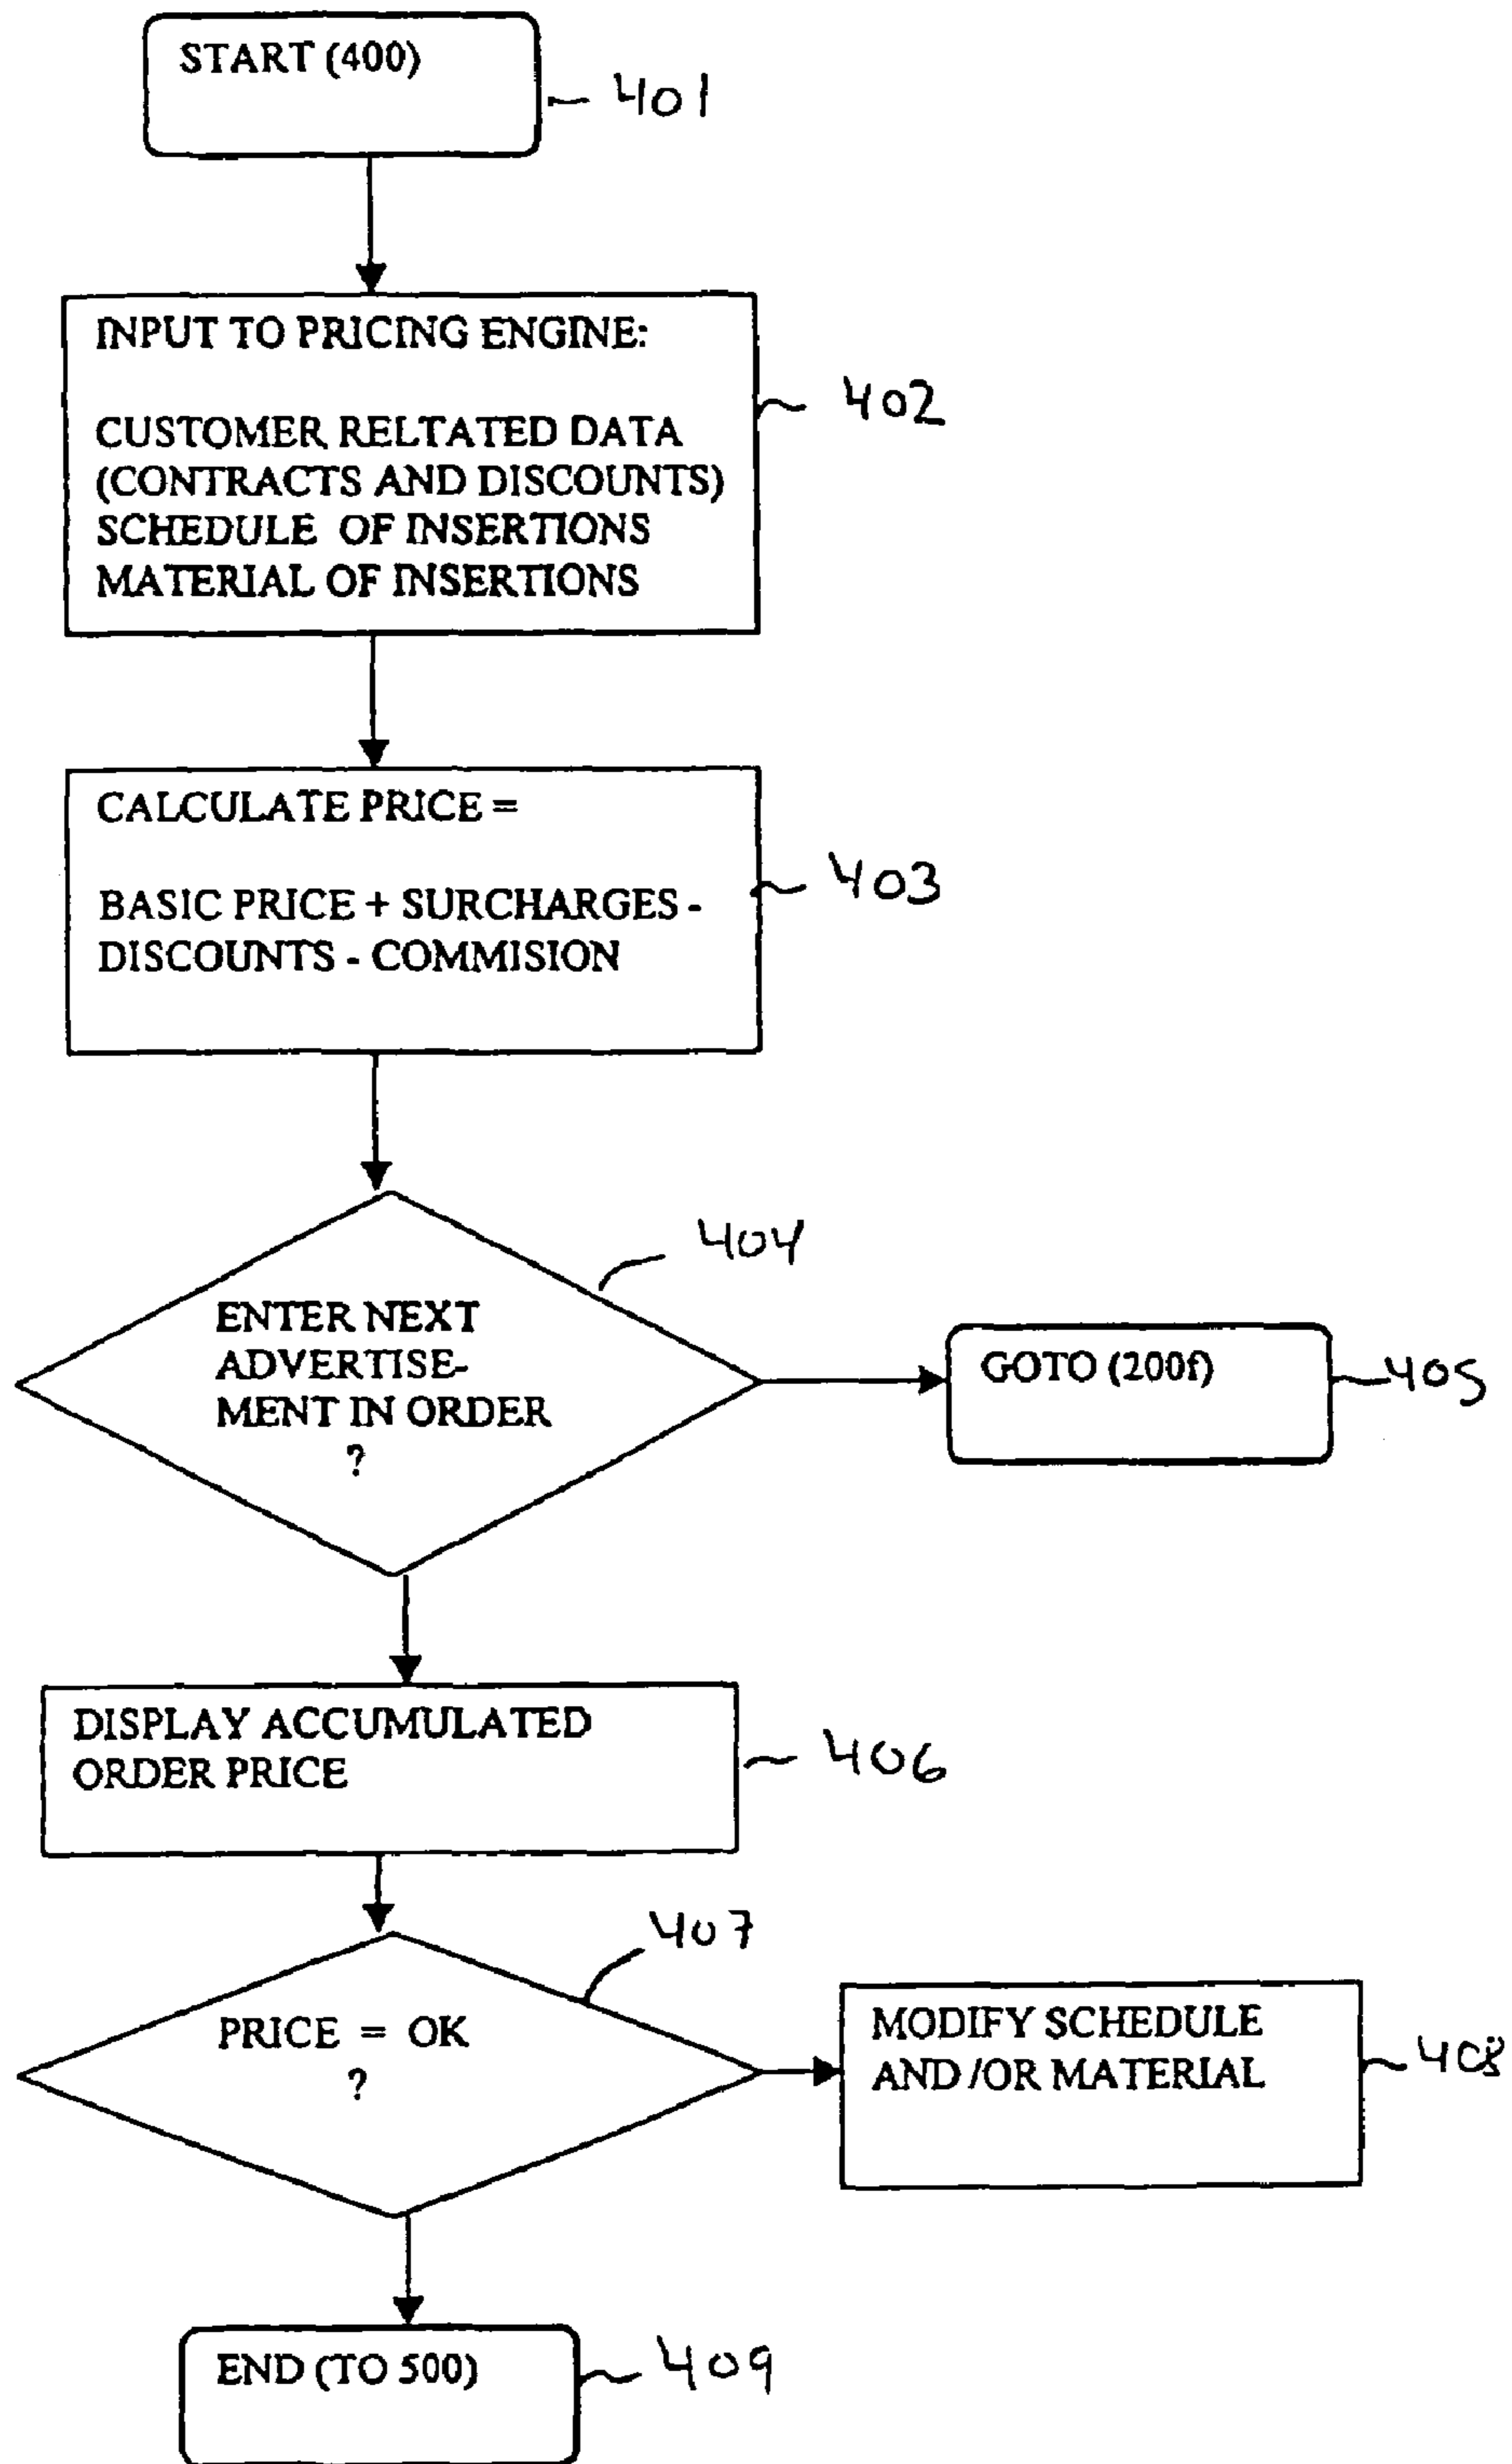 START (400)
401
INPUT TO PRICING ENGINE:
402
CUSTOMER RELTATED DATA
(CONTRACTS AND DISCOUNTS)
SCHEDULE OF INSERTIONS
MATERIAL OF INSERTIONS
CALCULATE PRICE =
403
BASIC PRICE + SURCHARGES -
DISCOUNTS - COMMISION
404
ENTER NEXT
ADVERTISE-
MENT IN ORDER
?
GOTO (200f)
405
DISPLAY ACCUMULATED
ORDER PRICE
406
407
PRICE = OK
?
MODIFY SCHEDULE
AND /OR MATERIAL
408
END (TO 500)
409